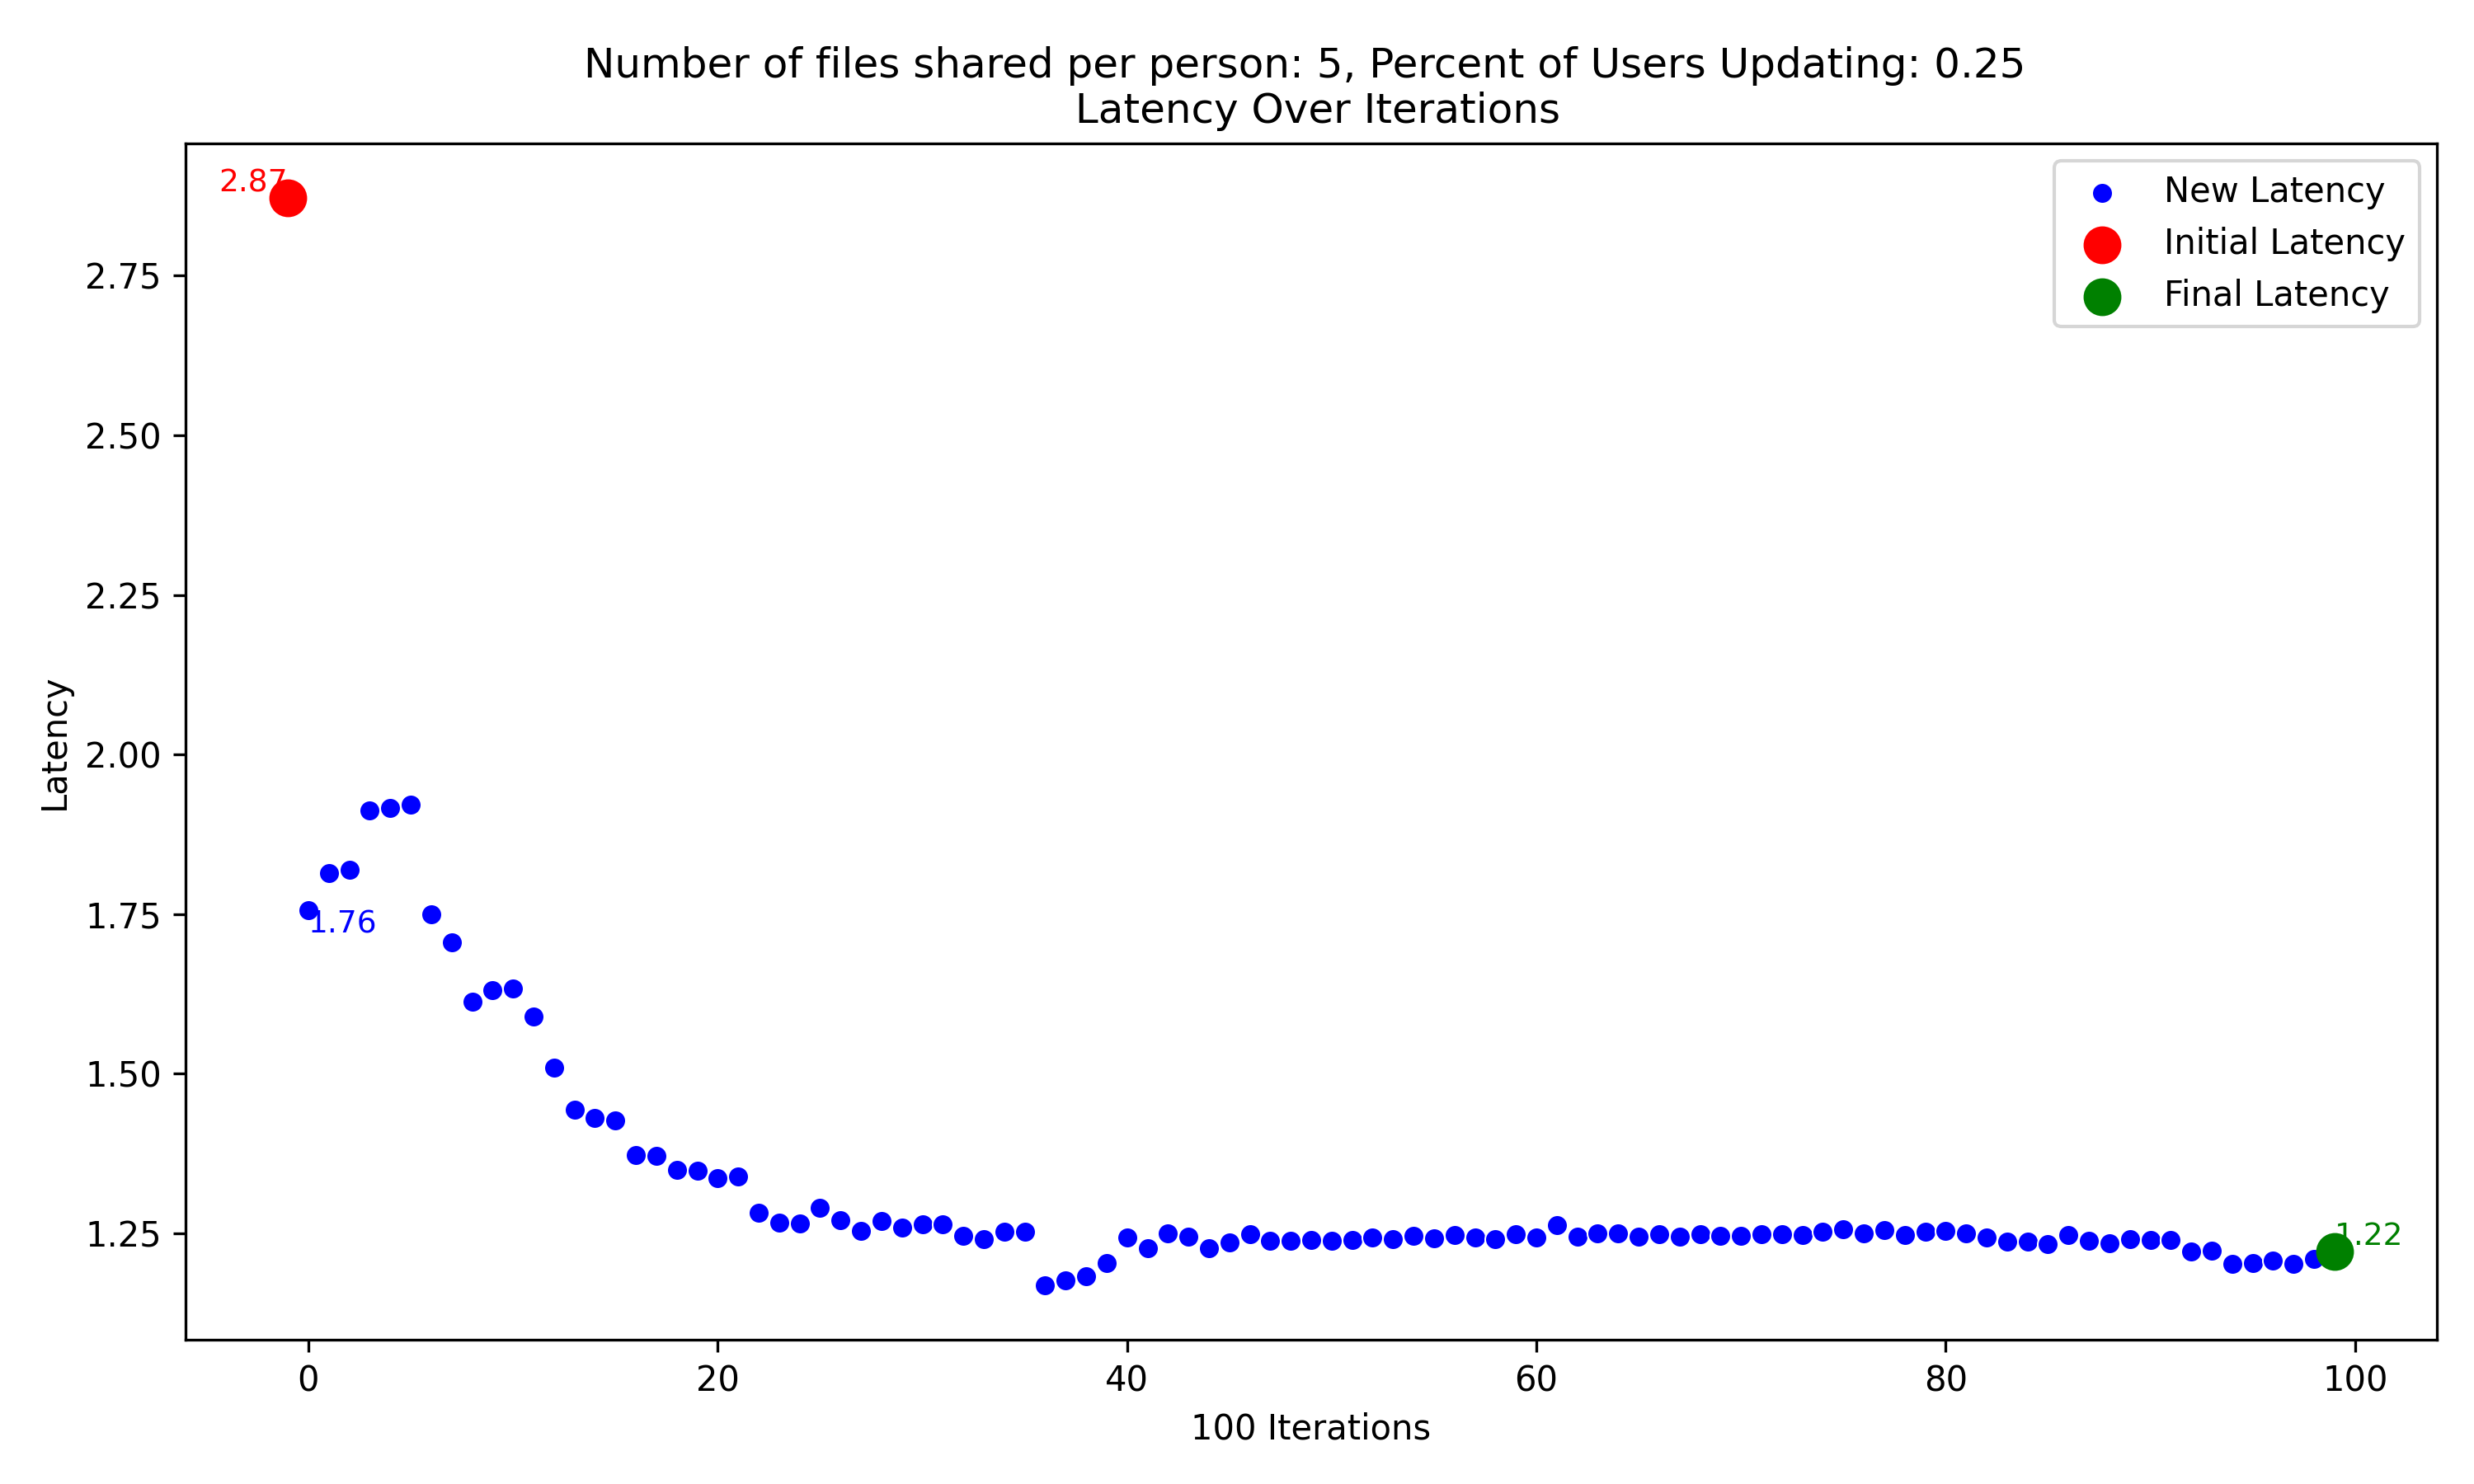 Number of files shared per person: 5, Percent of Users Updating: 0.25
Latency Over Iterations
2.87
New Latency
Initial Latency
Final Latency
2.75
2.50
2.25
2.00
1.75
1.50
1.25
Latency
1.76
1.22
0
20
40
60
80
100
100 Iterations